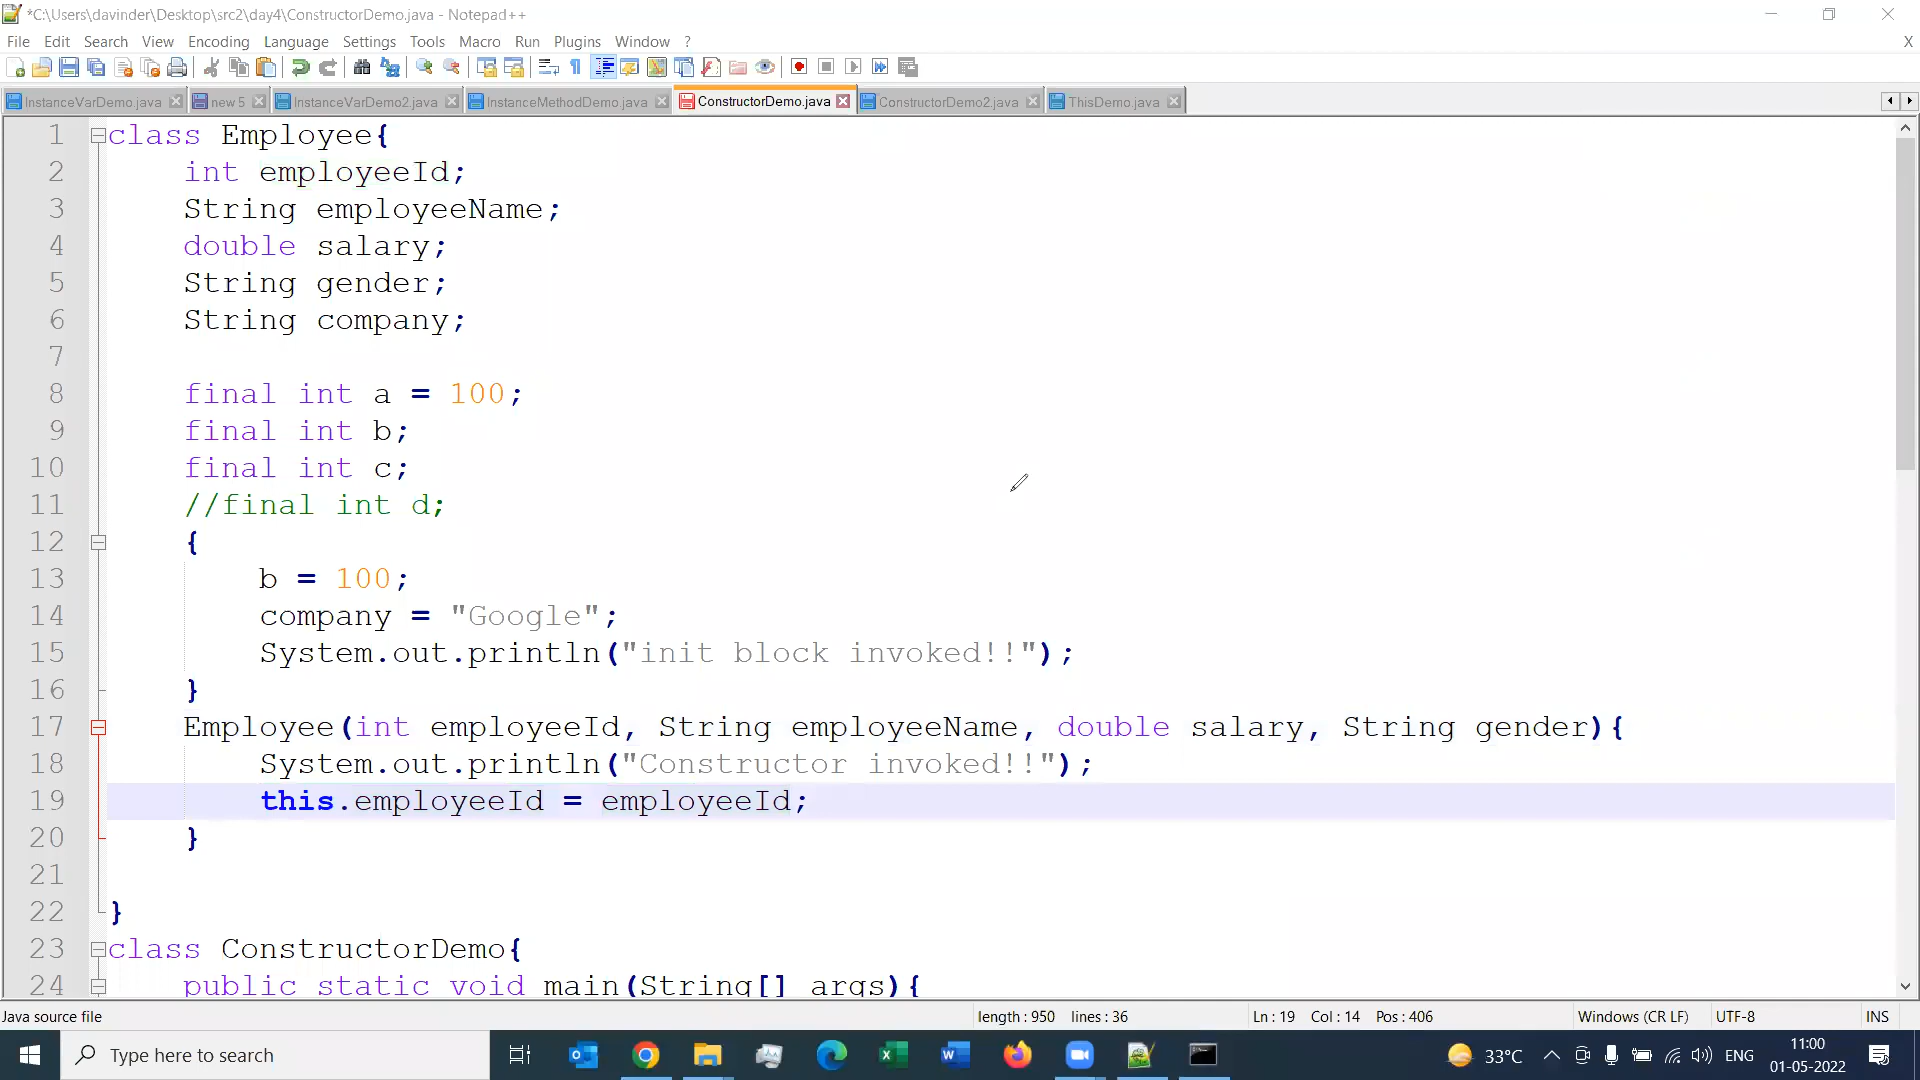 *C:\Users\davinder\Desktop\src2\day4\ConstructorDemo.java - Notepad++
File Edit Search View Encoding Language Settings Tools Macro Run Plugins Window ? X
InstanceVarDemo.java new 5 InstanceVarDemo2.java InstanceMethodDemo.java ConstructorDemo.java ConstructorDemo2.java ThisDemo.java
1 class Employee{
2 int employeeId;
3 String employeeName;
4 double salary;
5 String gender;
6 String company;
7
8 final int a = 100;
9 final int b;
10 final int c;
11 //final int d;
12 {
13 b = 100;
14 company = "Google";
15 System.out.println("init block invoked!!");
16 }
17 Employee(int employeeId, String employeeName, double salary, String gender){
18 System.out.println("Constructor invoked!!");
19 this.employeeId = employeeId;
20 }
21
22 }
23 class ConstructorDemo{
24 public static void main(String[] args){
Java source file length : 950 lines : 36 Ln : 19 Col : 14 Pos : 406 Windows (CR LF) UTF-8 INS
Type here to search 33°C ENG 11:00
01-05-2022